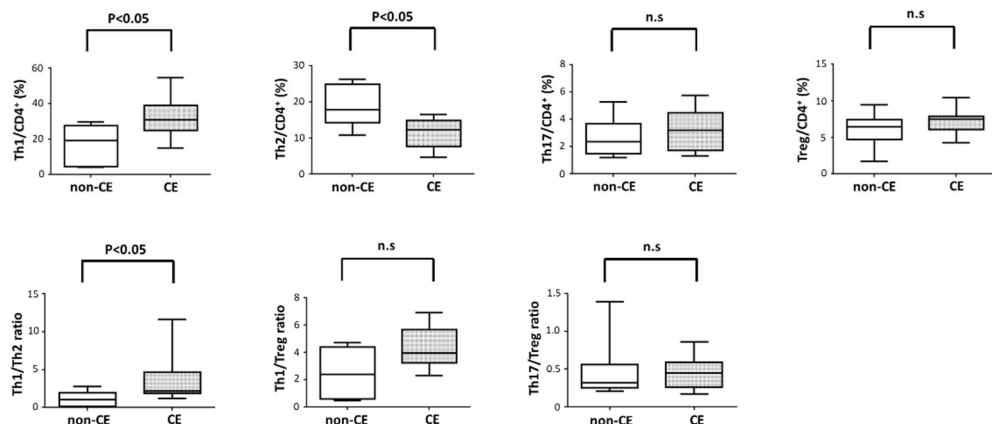 P<0.05
Th1/CD4⁺ (%)
60
40
20
0
non-CE CE
P<0.05
Th2/CD4⁺ (%)
30
20
10
0
non-CE CE
n.s
Th17/CD4⁺ (%)
8
6
4
2
0
non-CE CE
n.s
Treg/CD4⁺ (%)
15
10
5
0
non-CE CE
P<0.05
Th1/Th2 ratio
15
10
5
0
non-CE CE
n.s
Th1/Treg ratio
8
6
4
2
0
non-CE CE
n.s
Th17/Treg ratio
1.5
1.0
0.5
0
non-CE CE